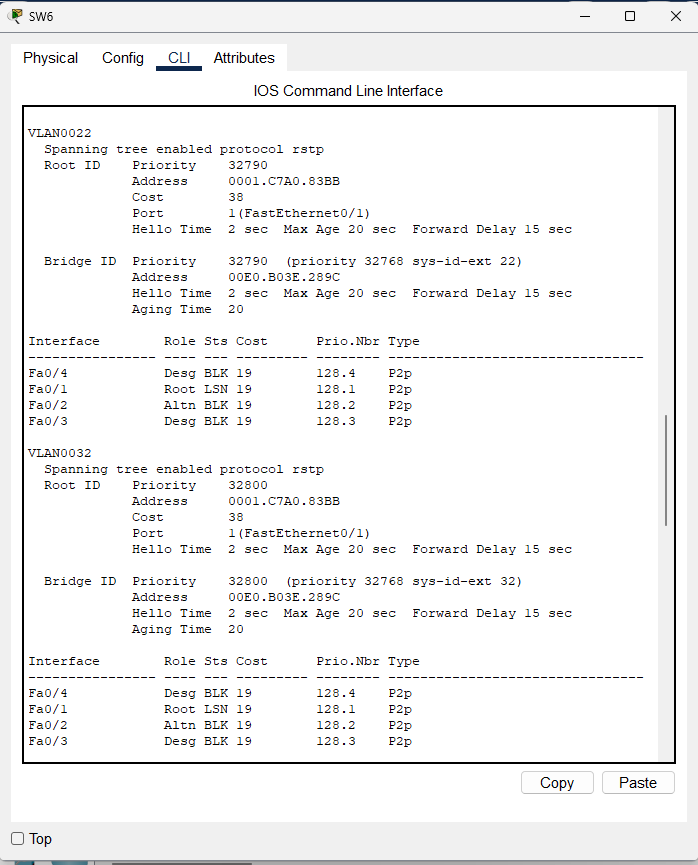 SW6
Physical Config CLI Attributes
IOS Command Line Interface
VLAN0022
  Spanning tree enabled protocol rstp
  Root ID    Priority    32790
             Address     0001.C7A0.83BB
             Cost        38
             Port        1(FastEthernet0/1)
             Hello Time  2 sec  Max Age 20 sec  Forward Delay 15 sec
  Bridge ID  Priority    32790  (priority 32768 sys-id-ext 22)
             Address     00E0.B03E.289C
             Hello Time  2 sec  Max Age 20 sec  Forward Delay 15 sec
             Aging Time  20
Interface        Role Sts Cost      Prio.Nbr Type
---------------- ---- --- --------- -------- --------------------------------
Fa0/4            Desg BLK 19        128.4    P2p
Fa0/1            Root LSN 19        128.1    P2p
Fa0/2            Altn BLK 19        128.2    P2p
Fa0/3            Desg BLK 19        128.3    P2p
VLAN0032
  Spanning tree enabled protocol rstp
  Root ID    Priority    32800
             Address     0001.C7A0.83BB
             Cost        38
             Port        1(FastEthernet0/1)
             Hello Time  2 sec  Max Age 20 sec  Forward Delay 15 sec
  Bridge ID  Priority    32800  (priority 32768 sys-id-ext 32)
             Address     00E0.B03E.289C
             Hello Time  2 sec  Max Age 20 sec  Forward Delay 15 sec
             Aging Time  20
Interface        Role Sts Cost      Prio.Nbr Type
---------------- ---- --- --------- -------- --------------------------------
Fa0/4            Desg BLK 19        128.4    P2p
Fa0/1            Root LSN 19        128.1    P2p
Fa0/2            Altn BLK 19        128.2    P2p
Fa0/3            Desg BLK 19        128.3    P2p
Copy Paste
Top